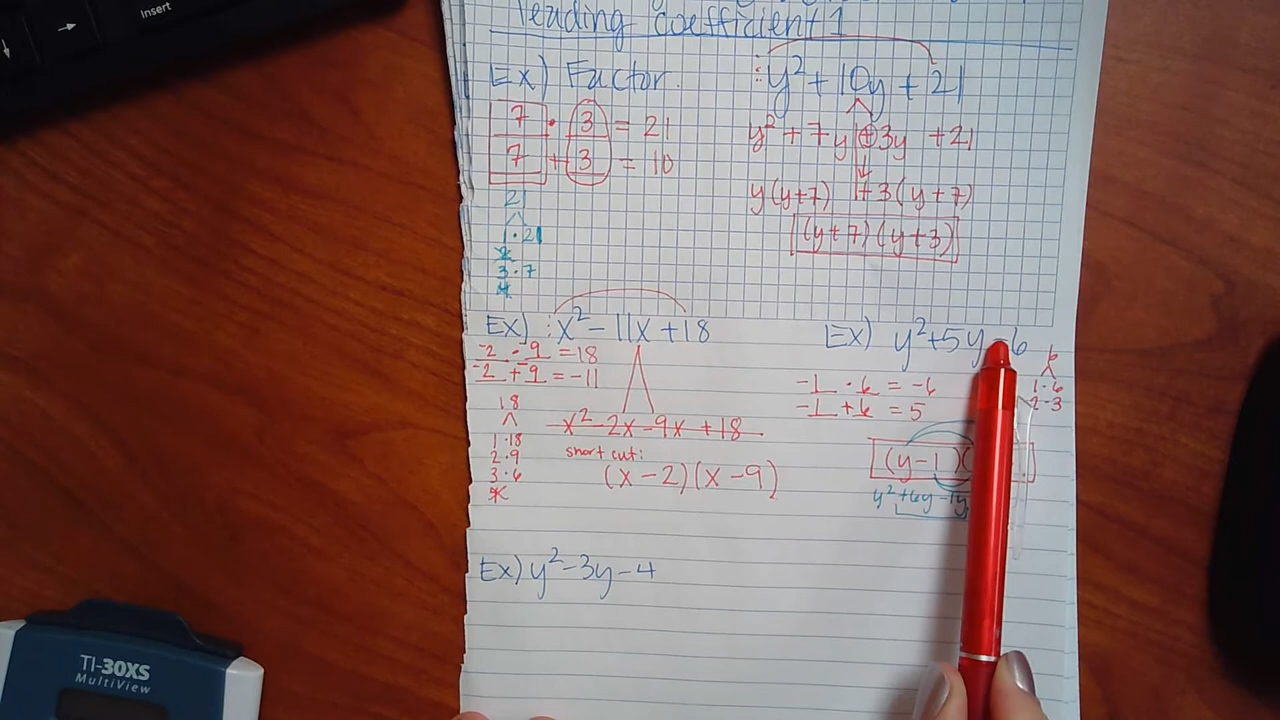 leading coefficient 1
Ex) Factor : y² + 10y + 21
7 · 3 = 21
7 + 3 = 10
y² + 7y + 3y + 21
y(y+7) + 3(y+7)
(y+7)(y+3)
21
1·21
3·7
Ex) : x² - 11x + 18
-2 · -9 = 18
-2 + -9 = -11
18
1·18
2·9
3·6
x² - 2x - 9x + 18
short cut:
(x - 2)(x - 9)
Ex) y² + 5y - 6
-1 · 6 = -6
-1 + 6 = 5
6
1·6
2·3
(y - 1)(
y² + 6y - 1y
Ex) y² - 3y - 4
Insert
TI-30XS
MultiView